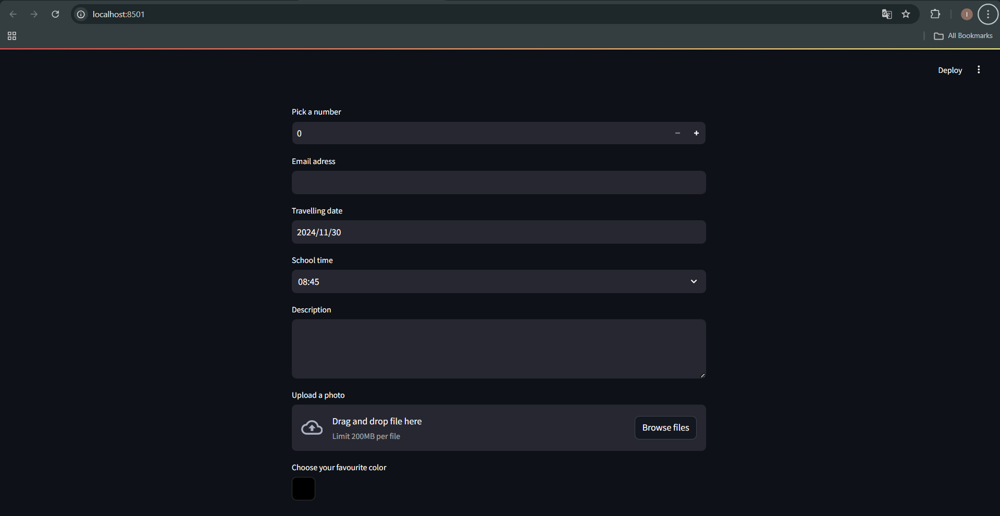 localhost:8501
All Bookmarks
Deploy
Pick a number
0
Email adress
Travelling date
2024/11/30
School time
08:45
Description
Upload a photo
Drag and drop file here
Limit 200MB per file
Browse files
Choose your favourite color